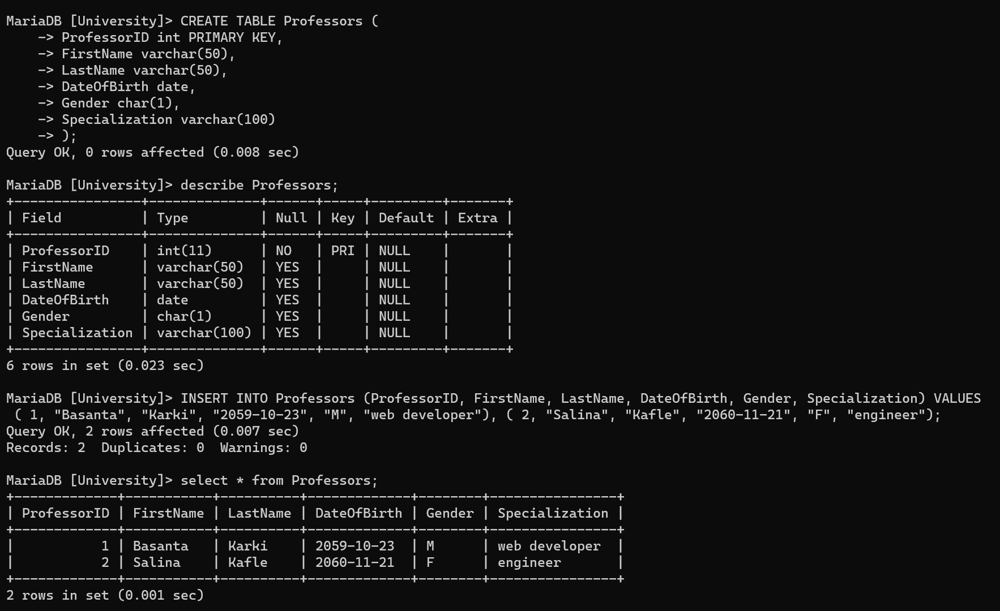 MariaDB [University]> CREATE TABLE Professors (
    -> ProfessorID int PRIMARY KEY,
    -> FirstName varchar(50),
    -> LastName varchar(50),
    -> DateOfBirth date,
    -> Gender char(1),
    -> Specialization varchar(100)
    -> );
Query OK, 0 rows affected (0.008 sec)

MariaDB [University]> describe Professors;
+----------------+--------------+------+-----+---------+-------+
| Field          | Type         | Null | Key | Default | Extra |
+----------------+--------------+------+-----+---------+-------+
| ProfessorID    | int(11)      | NO   | PRI | NULL    |       |
| FirstName      | varchar(50)  | YES  |     | NULL    |       |
| LastName       | varchar(50)  | YES  |     | NULL    |       |
| DateOfBirth    | date         | YES  |     | NULL    |       |
| Gender         | char(1)      | YES  |     | NULL    |       |
| Specialization | varchar(100) | YES  |     | NULL    |       |
+----------------+--------------+------+-----+---------+-------+
6 rows in set (0.023 sec)

MariaDB [University]> INSERT INTO Professors (ProfessorID, FirstName, LastName, DateOfBirth, Gender, Specialization) VALUES
 ( 1, "Basanta", "Karki", "2059-10-23", "M", "web developer"), ( 2, "Salina", "Kafle", "2060-11-21", "F", "engineer");
Query OK, 2 rows affected (0.007 sec)
Records: 2  Duplicates: 0  Warnings: 0

MariaDB [University]> select * from Professors;
+-------------+-----------+----------+-------------+--------+----------------+
| ProfessorID | FirstName | LastName | DateOfBirth | Gender | Specialization |
+-------------+-----------+----------+-------------+--------+----------------+
|           1 | Basanta   | Karki    | 2059-10-23  | M      | web developer  |
|           2 | Salina    | Kafle    | 2060-11-21  | F      | engineer       |
+-------------+-----------+----------+-------------+--------+----------------+
2 rows in set (0.001 sec)